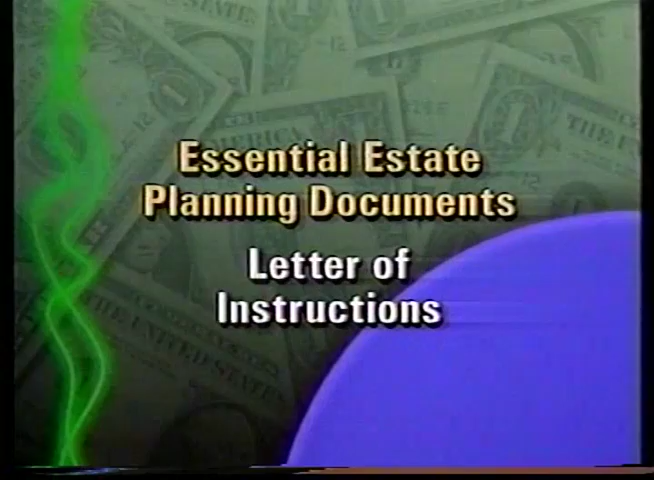 Essential Estate
Planning Documents
Letter of
Instructions